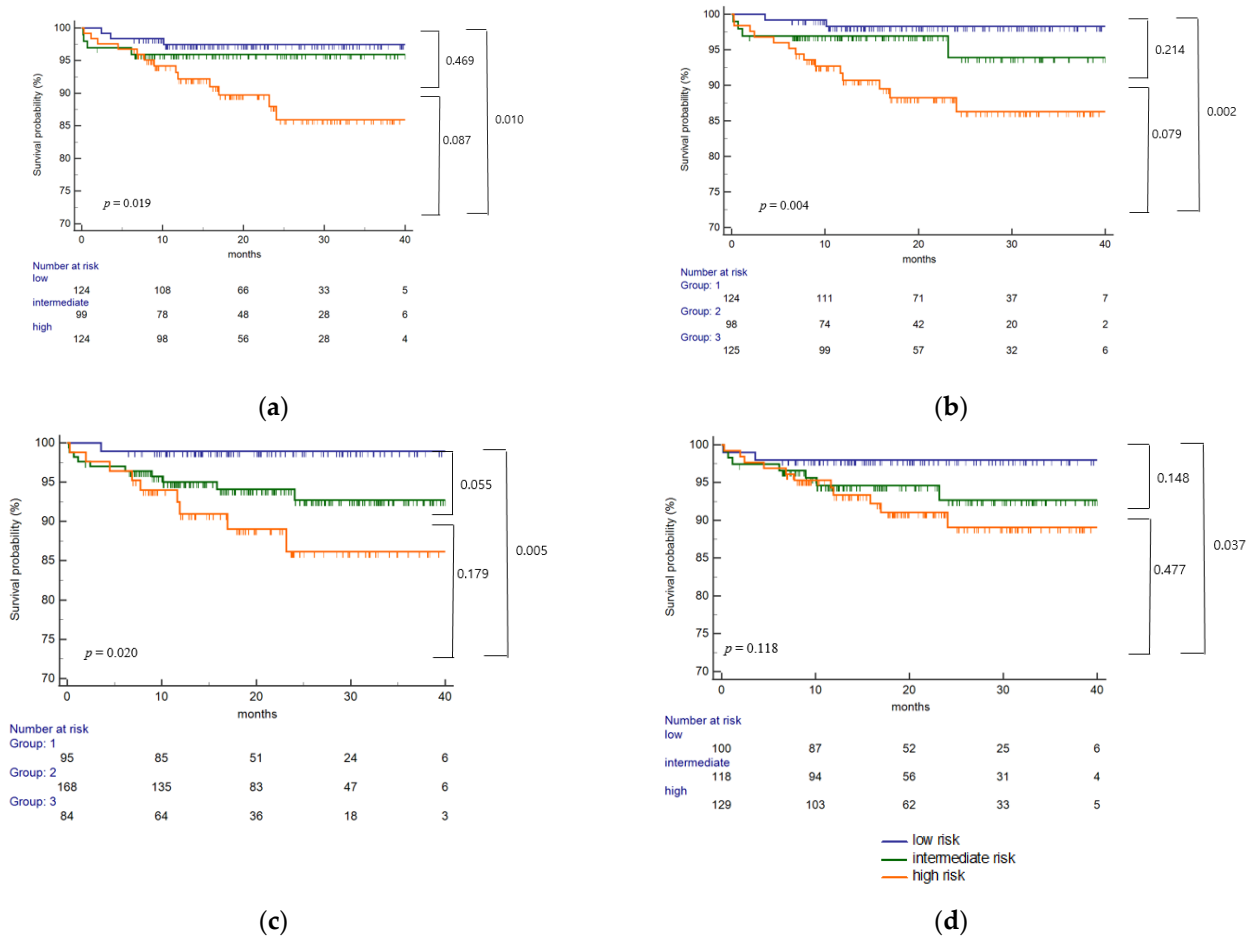 100
95
90
85
80
75
70
Survival probability (%)
0.469
0.087
0.010
p = 0.019
0 10 20 30 40
months
Number at risk
low
124 108 66 33 5
intermediate
99 78 48 28 6
high
124 98 56 28 4
(a)
100
95
90
85
80
75
70
Survival probability (%)
0.214
0.079
0.002
p = 0.004
0 10 20 30 40
months
Number at risk
Group: 1
124 111 71 37 7
Group: 2
98 74 42 20 2
Group: 3
125 99 57 32 6
(b)
100
95
90
85
80
75
70
Survival probability (%)
0.055
0.179
0.005
p = 0.020
0 10 20 30 40
months
Number at risk
Group: 1
95 85 51 24 6
Group: 2
168 135 83 47 6
Group: 3
84 64 36 18 3
(c)
100
95
90
85
80
75
70
Survival probability (%)
0.148
0.477
0.037
p = 0.118
0 10 20 30 40
months
Number at risk
low
100 87 52 25 6
intermediate
118 94 56 31 4
high
129 103 62 33 5
low risk
intermediate risk
high risk
(d)